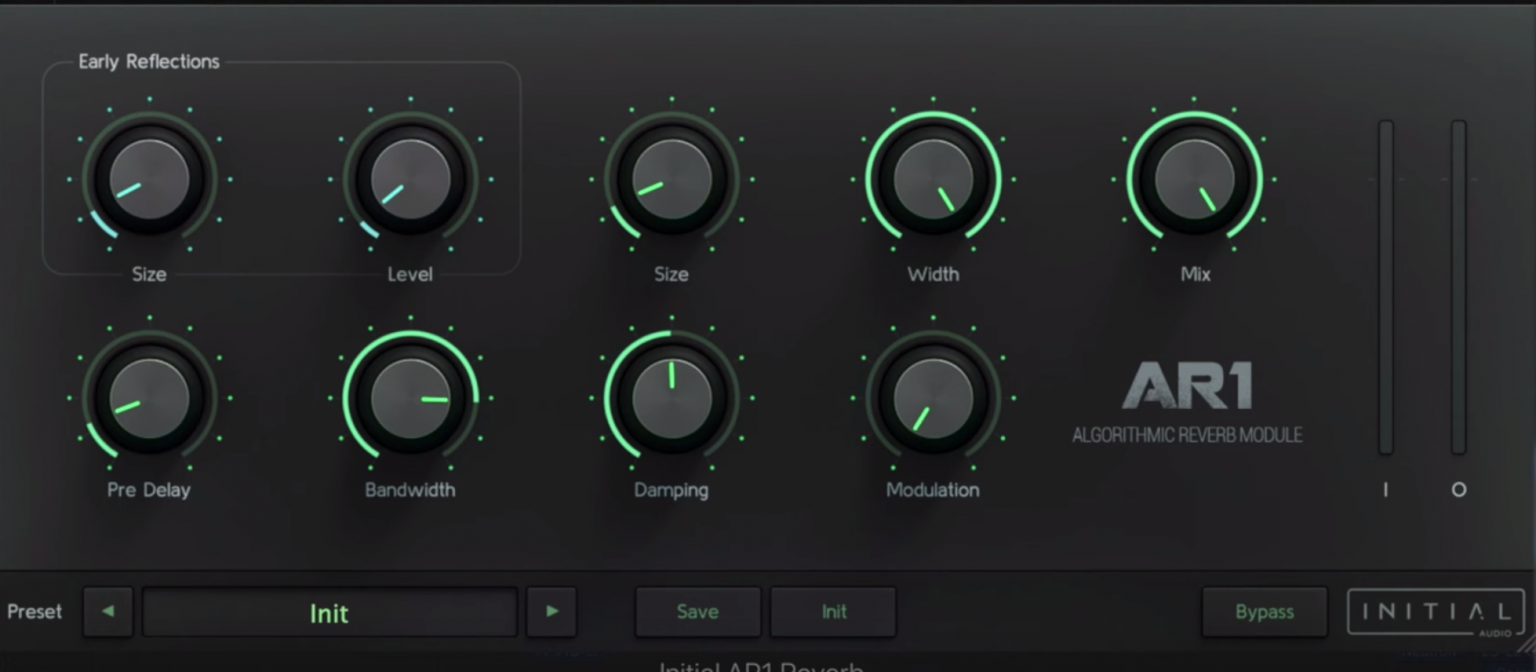 Early Reflections
Size
Level
Size
Width
Mix
Pre Delay
Bandwidth
Damping
Modulation
AR1
ALGORITHMIC REVERB MODULE
I
O
Preset
Init
Save
Init
Bypass
INITIAL
AUDIO
Initial AR1 Reverb